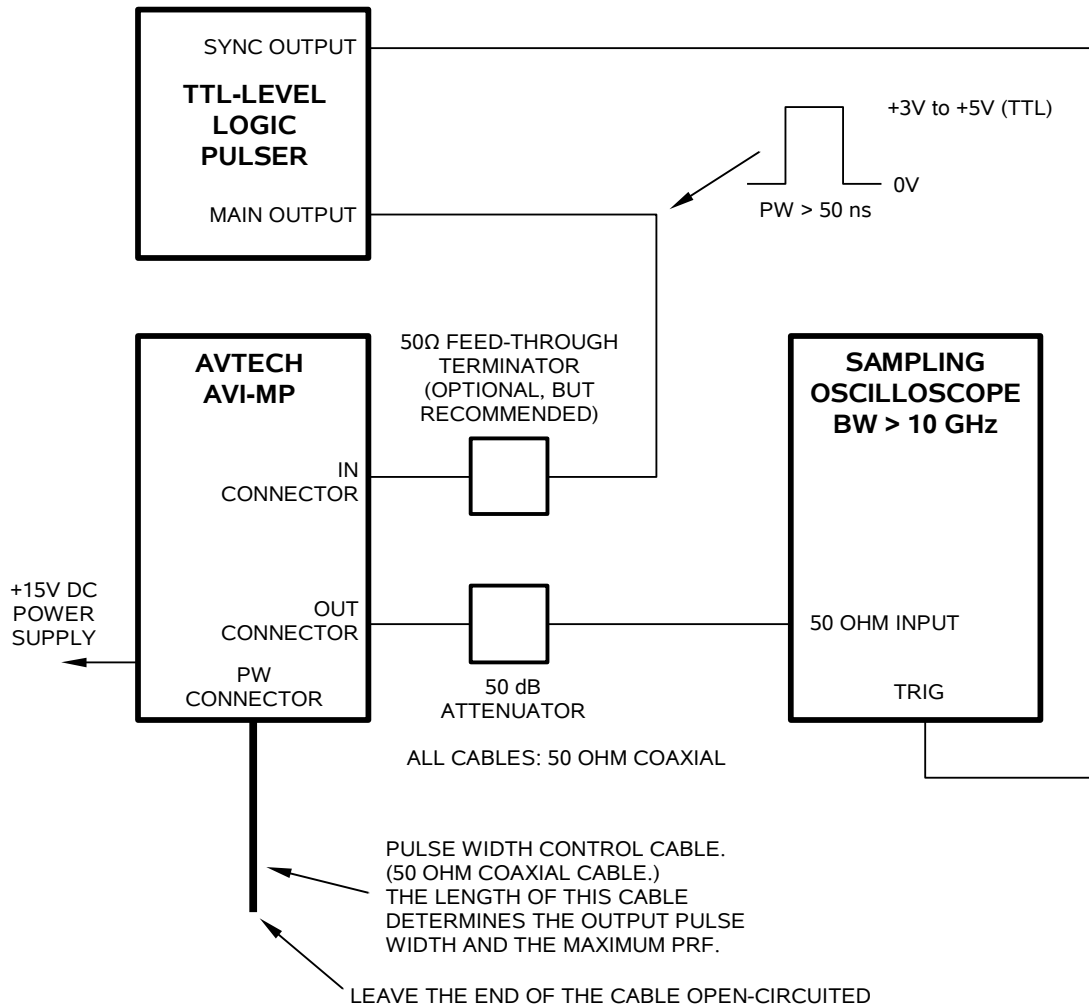 SYNC OUTPUT
TTL-LEVEL
LOGIC
PULSER
MAIN OUTPUT
+3V to +5V (TTL)
0V
PW > 50 ns
AVTECH
AVI-MP
IN
CONNECTOR
OUT
CONNECTOR
PW
CONNECTOR
50Ω FEED-THROUGH
TERMINATOR
(OPTIONAL, BUT
RECOMMENDED)
SAMPLING
OSCILLOSCOPE
BW > 10 GHz
50 OHM INPUT
TRIG
+15V DC
POWER
SUPPLY
50 dB
ATTENUATOR
ALL CABLES: 50 OHM COAXIAL
PULSE WIDTH CONTROL CABLE.
(50 OHM COAXIAL CABLE.)
THE LENGTH OF THIS CABLE
DETERMINES THE OUTPUT PULSE
WIDTH AND THE MAXIMUM PRF.
LEAVE THE END OF THE CABLE OPEN-CIRCUITED